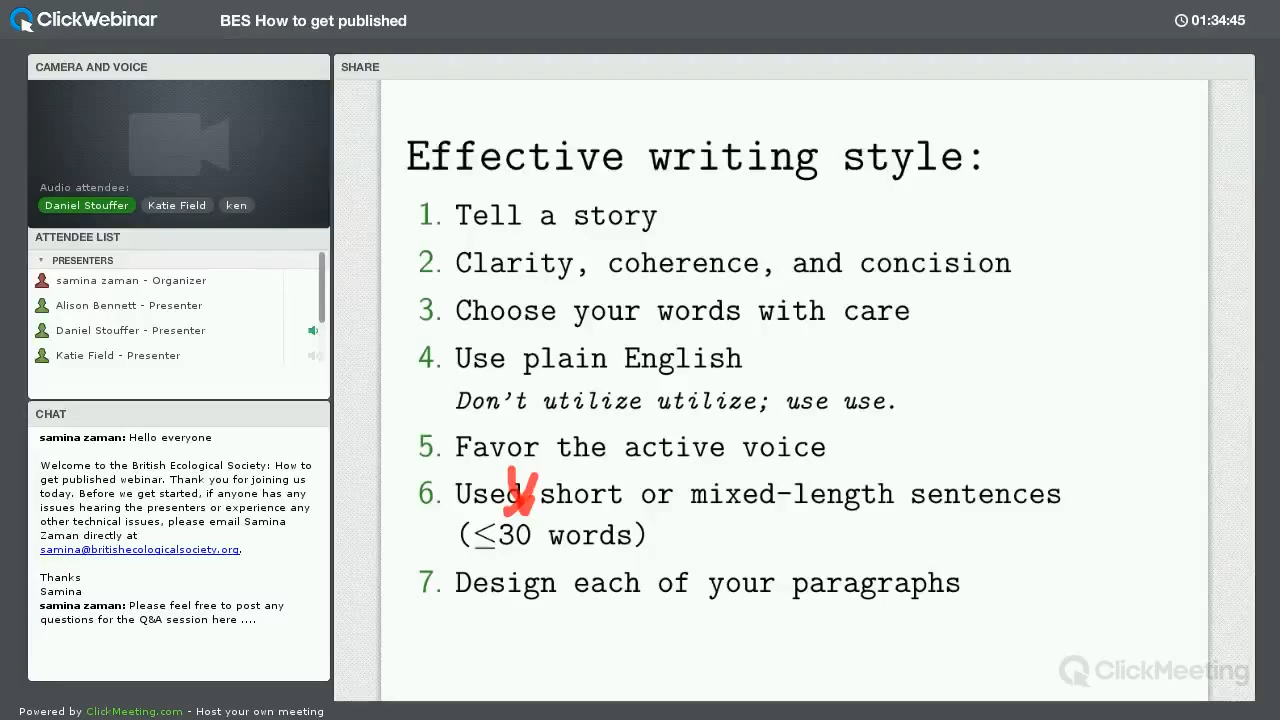 ClickWebinar
BES How to get published
01:34:45
CAMERA AND VOICE
Audio attender:
Daniel Stouffer
Katie Field
ken
ATTENDEE LIST
PRESENTERS
samina zaman - Organizer
Alison Bennett - Presenter
Daniel Stouffer - Presenter
Katie Field - Presenter
CHAT
samina zaman: Hello everyone
Welcome to the British Ecological Society: How to
get published webinar. Thank you for joining us
today. Before we get started, if anyone has any
issues hearing the presenters or experience any
other technical issues, please email Samina
Zaman directly at
samina@britishecologicalsociety.org.
Thanks
Samina
samina zaman: Please feel free to post any
questions for the Q&A session here ....
Powered by ClickMeeting.com - Host your own meeting
SHARE
Effective writing style:
1. Tell a story
2. Clarity, coherence, and concision
3. Choose your words with care
4. Use plain English
Don't utilize utilize; use use.
5. Favor the active voice
6. Used short or mixed-length sentences
(≤30 words)
7. Design each of your paragraphs
ClickMeeting